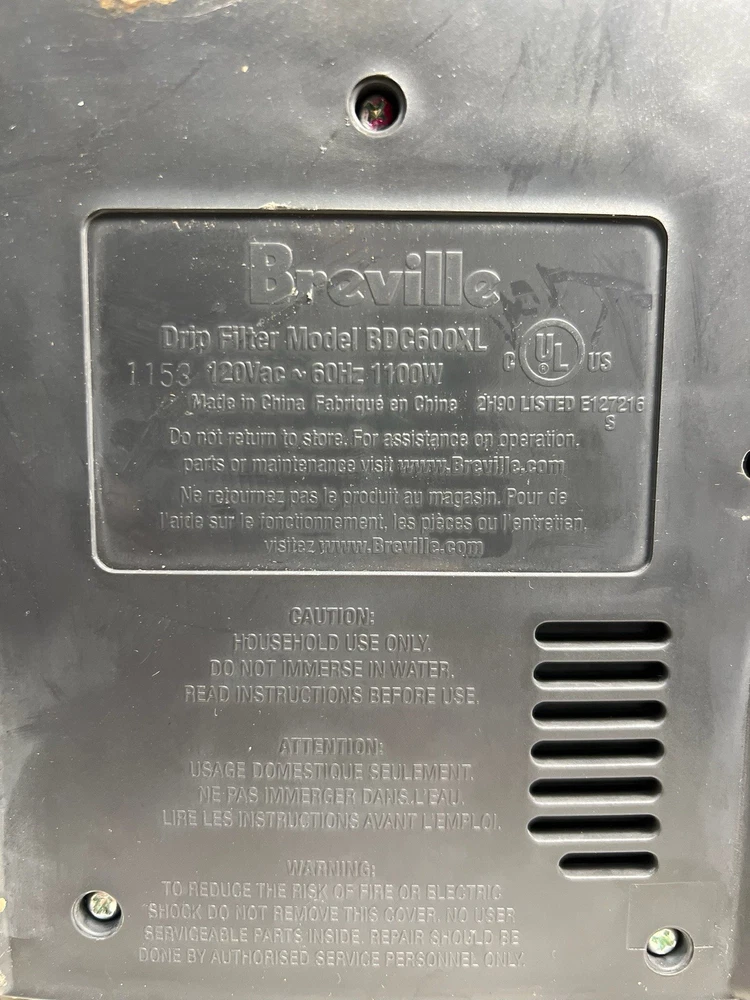 Breville
Drip Filter Model BDC600XL
1153 120Vac ~ 60Hz 1100W
C UL ® US
Made in China Fabriqué en Chine 2H90 LISTED E127216
S
Do not return to store. For assistance on operation,
parts or maintenance visit www.Breville.com
Ne retournez pas le produit au magasin. Pour de
l'aide sur le fonctionnement, les pièces ou l'entretien,
visitez www.Breville.com
CAUTION:
HOUSEHOLD USE ONLY.
DO NOT IMMERSE IN WATER.
READ INSTRUCTIONS BEFORE USE.
ATTENTION:
USAGE DOMESTIQUE SEULEMENT.
NE PAS IMMERGER DANS L'EAU.
LIRE LES INSTRUCTIONS AVANT L'EMPLOI.
WARNING:
TO REDUCE THE RISK OF FIRE OR ELECTRIC
SHOCK DO NOT REMOVE THIS COVER. NO USER
SERVICEABLE PARTS INSIDE. REPAIR SHOULD BE
DONE BY AUTHORISED SERVICE PERSONNEL ONLY.